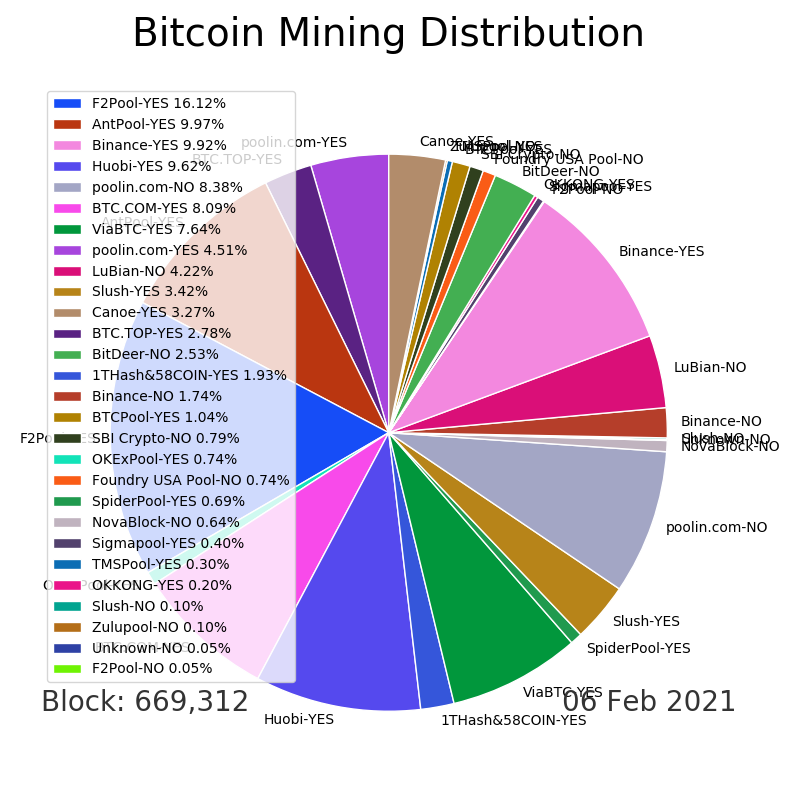 Bitcoin Mining Distribution
F2Pool-YES 16.12%
AntPool-YES 9.97%
Binance-YES 9.92%
Huobi-YES 9.62%
poolin.com-NO 8.38%
BTC.COM-YES 8.09%
ViaBTC-YES 7.64%
poolin.com-YES 4.51%
LuBian-NO 4.22%
Slush-YES 3.42%
Canoe-YES 3.27%
BTC.TOP-YES 2.78%
BitDeer-NO 2.53%
1THash&58COIN-YES 1.93%
Binance-NO 1.74%
BTCPool-YES 1.04%
SBI Crypto-NO 0.79%
OKExPool-YES 0.74%
Foundry USA Pool-NO 0.74%
SpiderPool-YES 0.69%
NovaBlock-NO 0.64%
Sigmapool-YES 0.40%
TMSPool-YES 0.30%
OKKONG-YES 0.20%
Slush-NO 0.10%
Zulupool-NO 0.10%
Unknown-NO 0.05%
F2Pool-NO 0.05%
poolin.com-YES
BTC.TOP-YES
AntPool-YES
Canoe-YES
Foundry USA Pool-NO
BitDeer-NO
OKKONG-YES
F2Pool-NO
Binance-YES
LuBian-NO
Binance-NO
Slush-NO
NovaBlock-NO
poolin.com-NO
Slush-YES
SpiderPool-YES
ViaBTC-YES
1THash&58COIN-YES
Huobi-YES
Block: 669,312
06 Feb 2021